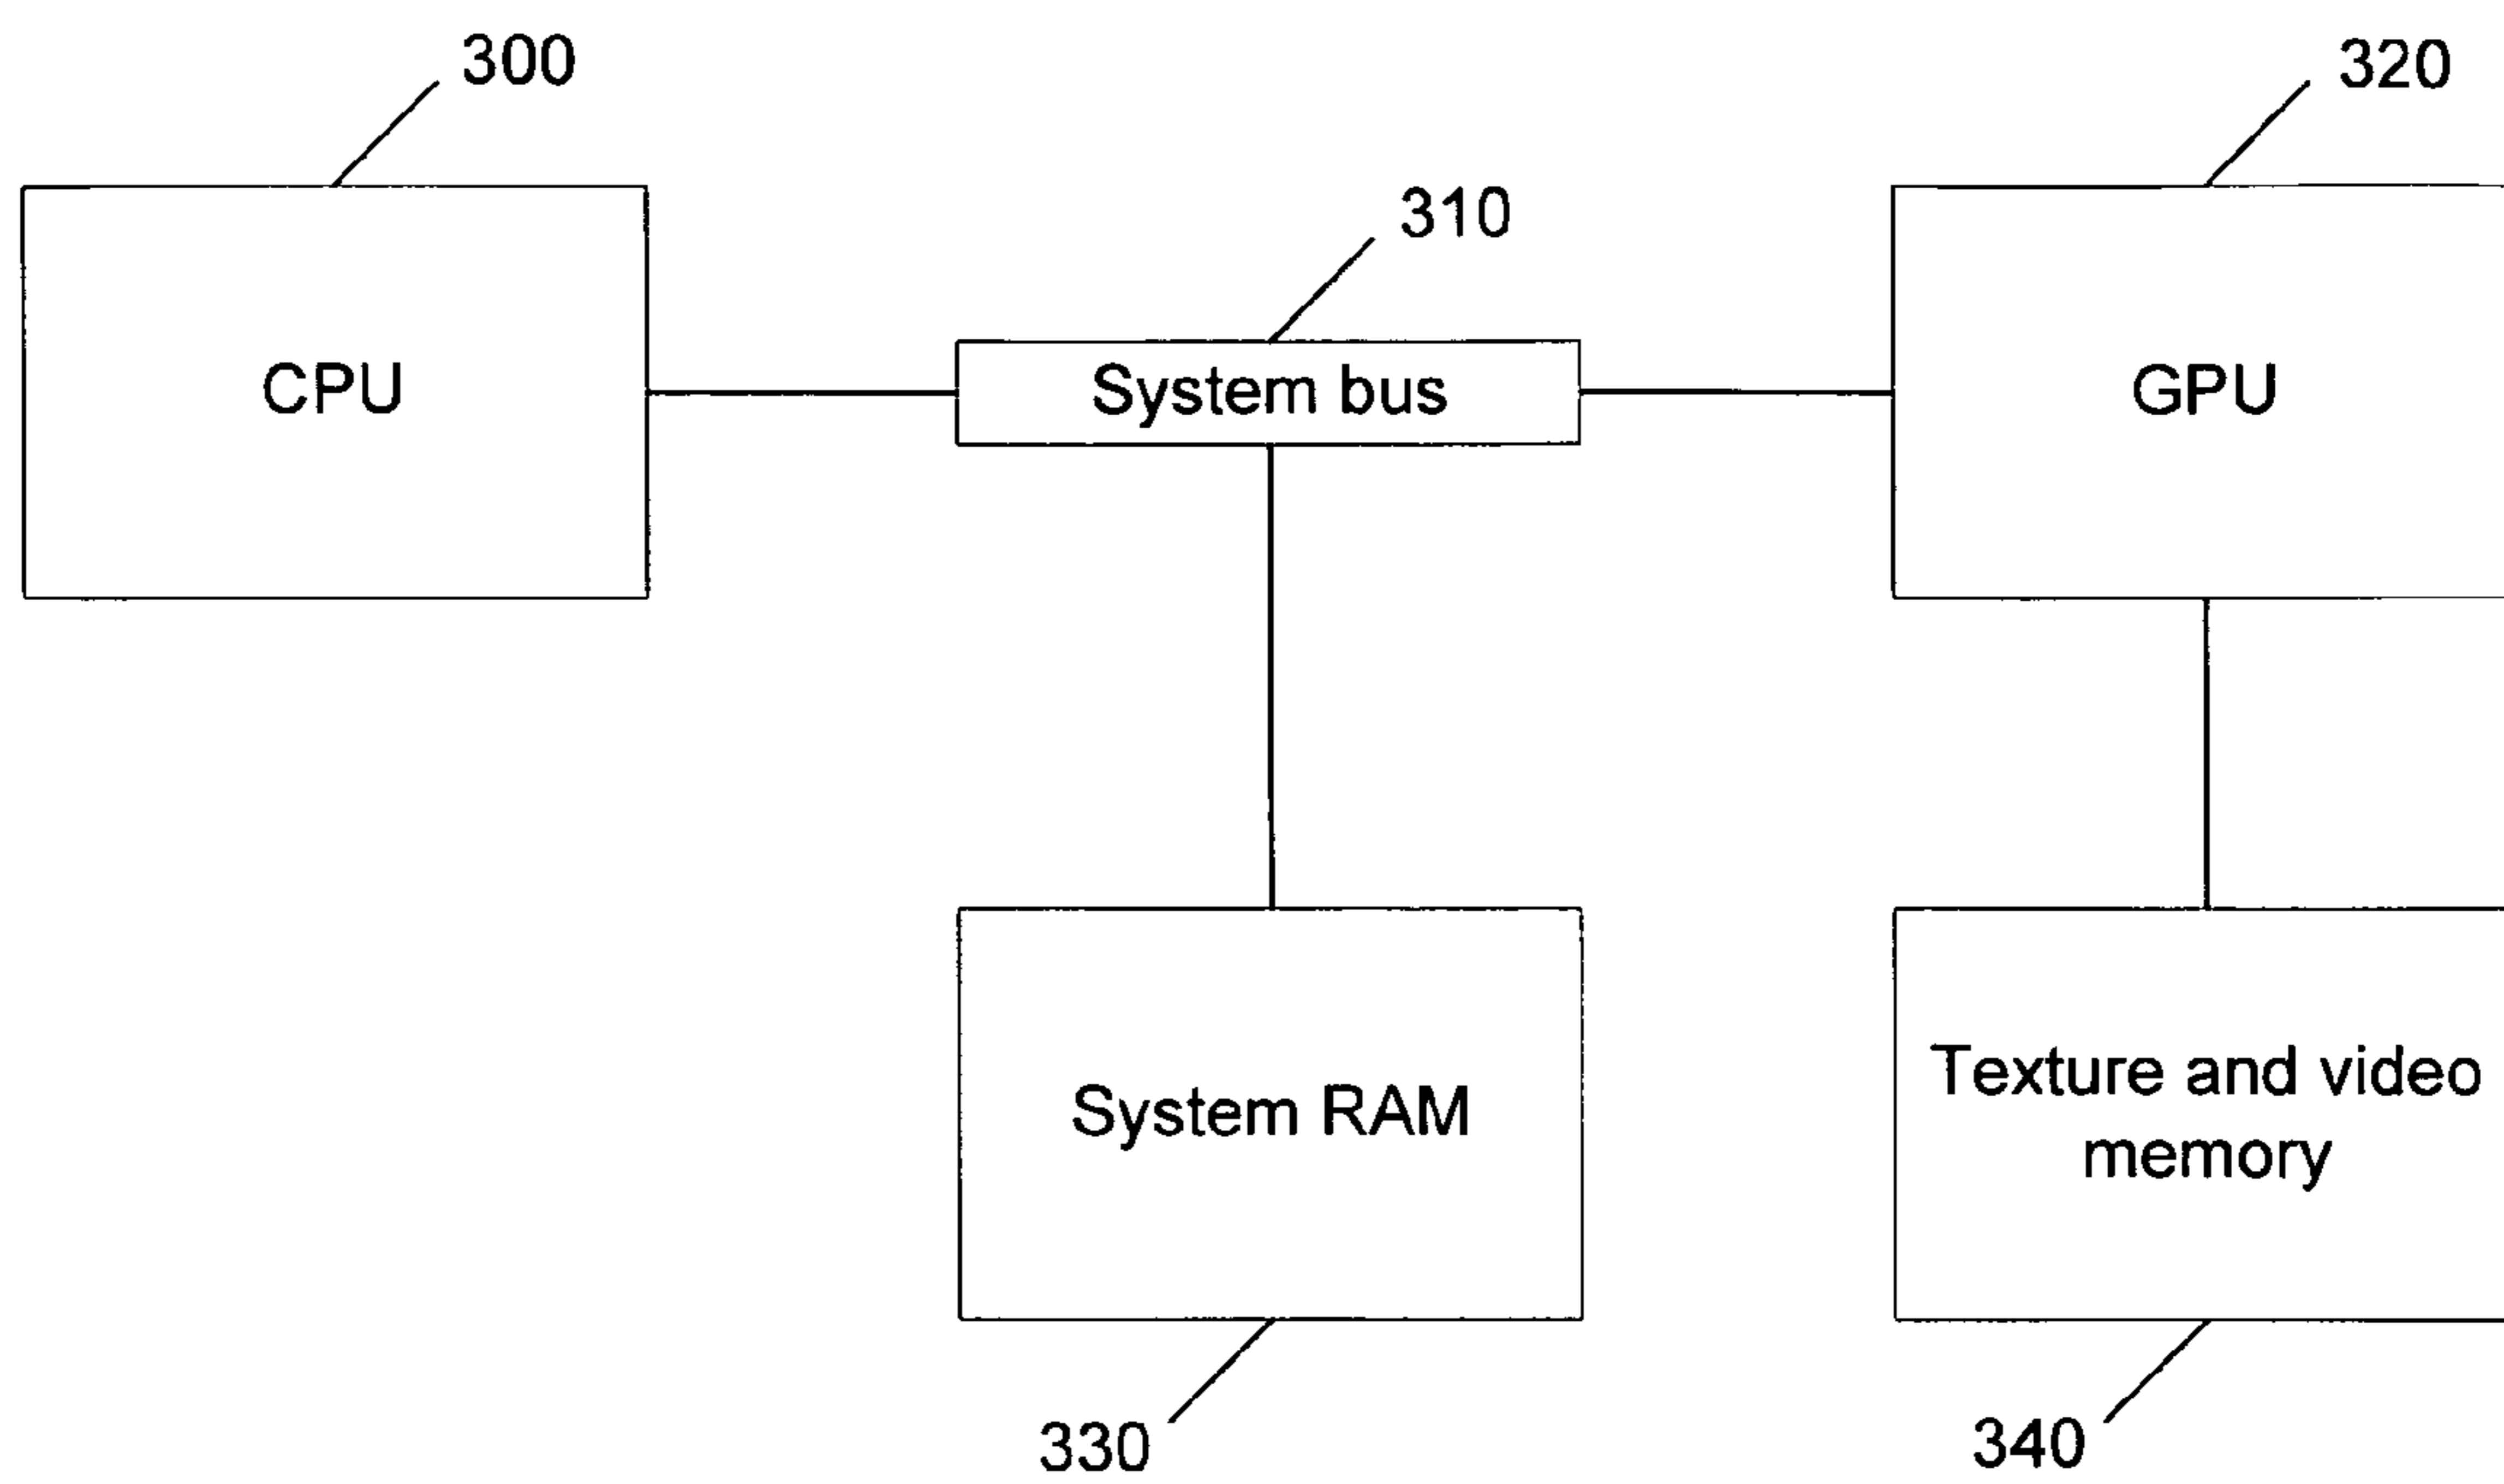 300
320
310
CPU
System bus
GPU
System RAM
Texture and video
memory
330
340